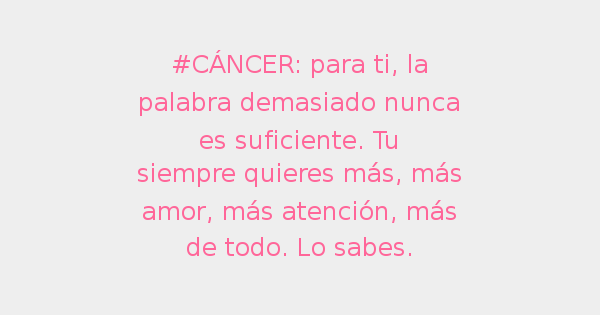 #CÁNCER: para ti, la
palabra demasiado nunca
es suficiente. Tu
siempre quieres más, más
amor, más atención, más
de todo. Lo sabes.